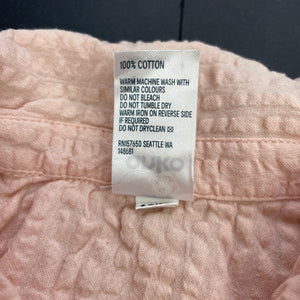 100% COTTON
WARM MACHINE WASH WITH
SIMILAR COLOURS
DO NOT BLEACH
DO NOT TUMBLE DRY
WARM IRON ON REVERSE SIDE
IF REQUIRED
DO NOT DRYCLEAN ⊠
RN157650 SEATTLE WA
148681